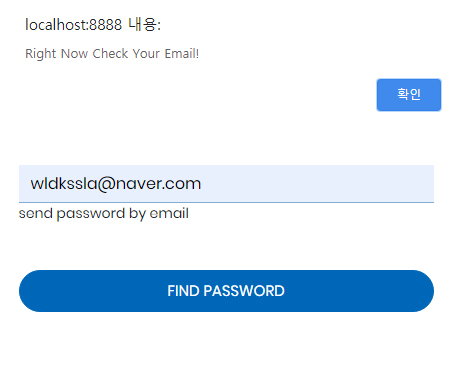 localhost:8888 내용:
Right Now Check Your Email!
확인
wldkssla@naver.com
send password by email
FIND PASSWORD